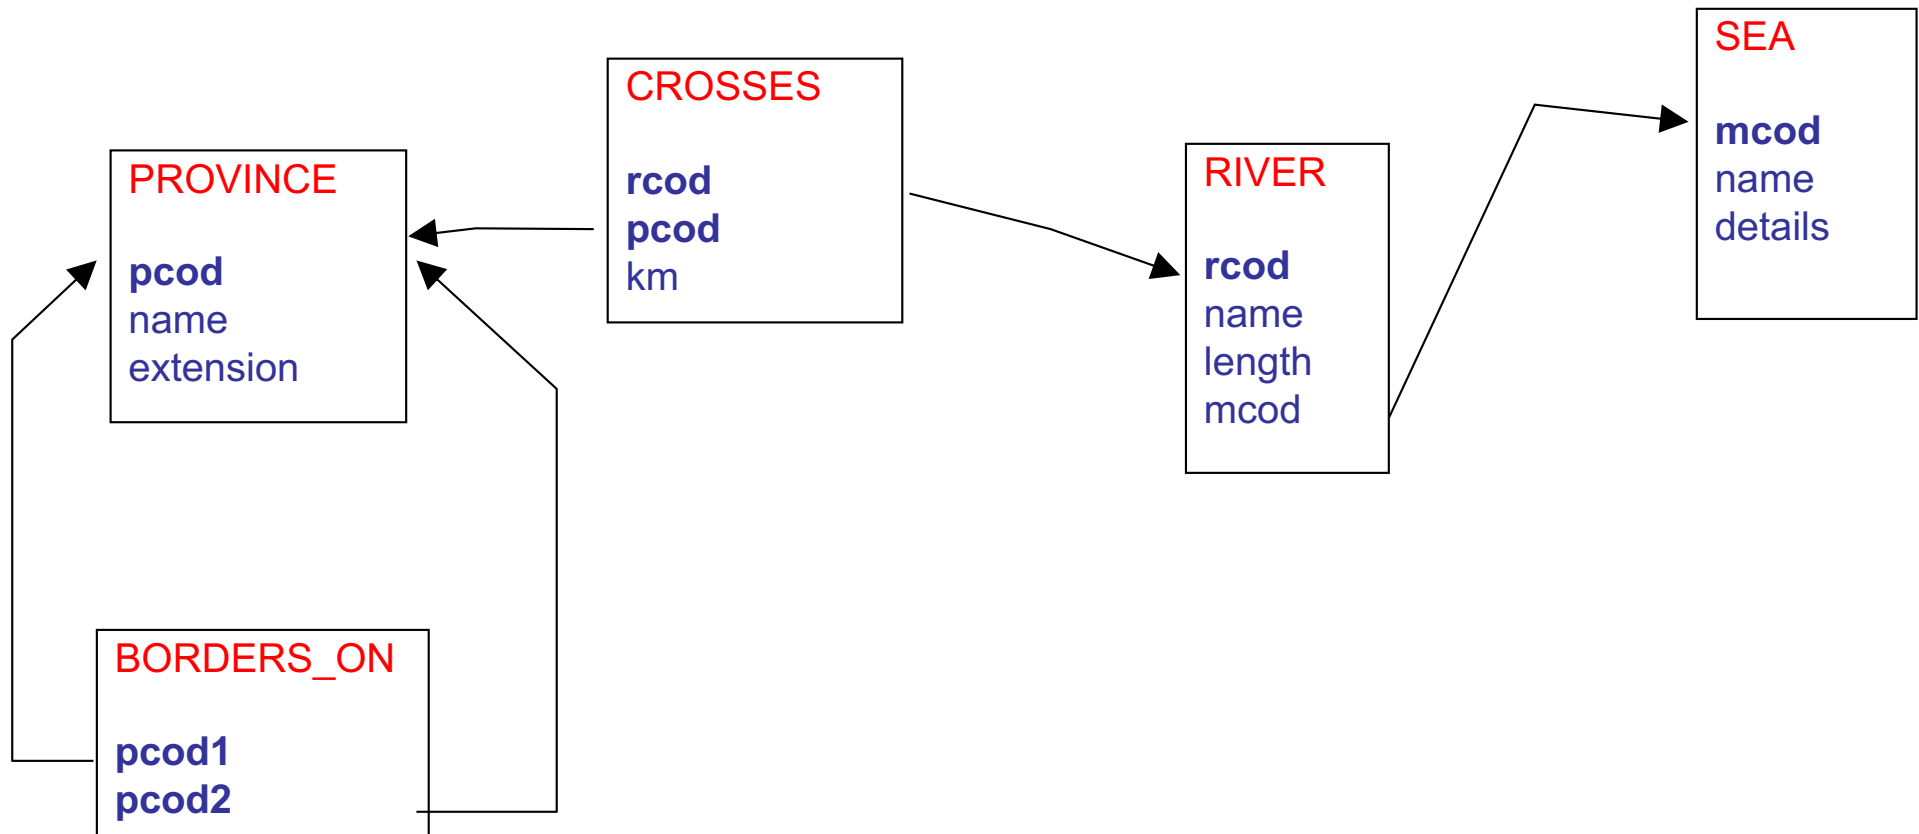 PROVINCE
pcod
name
extension
CROSSES
rcod
pcod
km
RIVER
rcod
name
length
mcod
SEA
mcod
name
details
BORDERS_ON
pcod1
pcod2